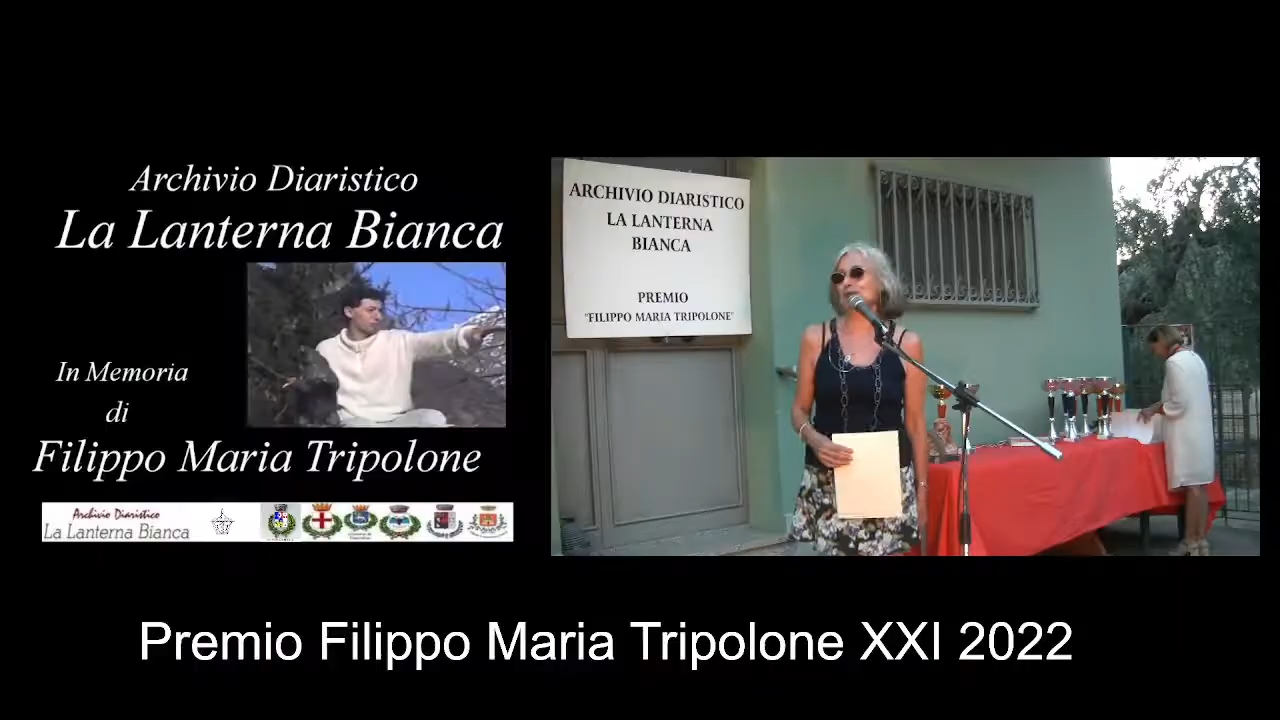 Archivio Diaristico
La Lanterna Bianca
In Memoria
di
Filippo Maria Tripolone
Archivio Diaristico
La Lanterna Bianca
ARCHIVIO DIARISTICO
LA LANTERNA
BIANCA
PREMIO
"FILIPPO MARIA TRIPOLONE"
Premio Filippo Maria Tripolone XXI 2022